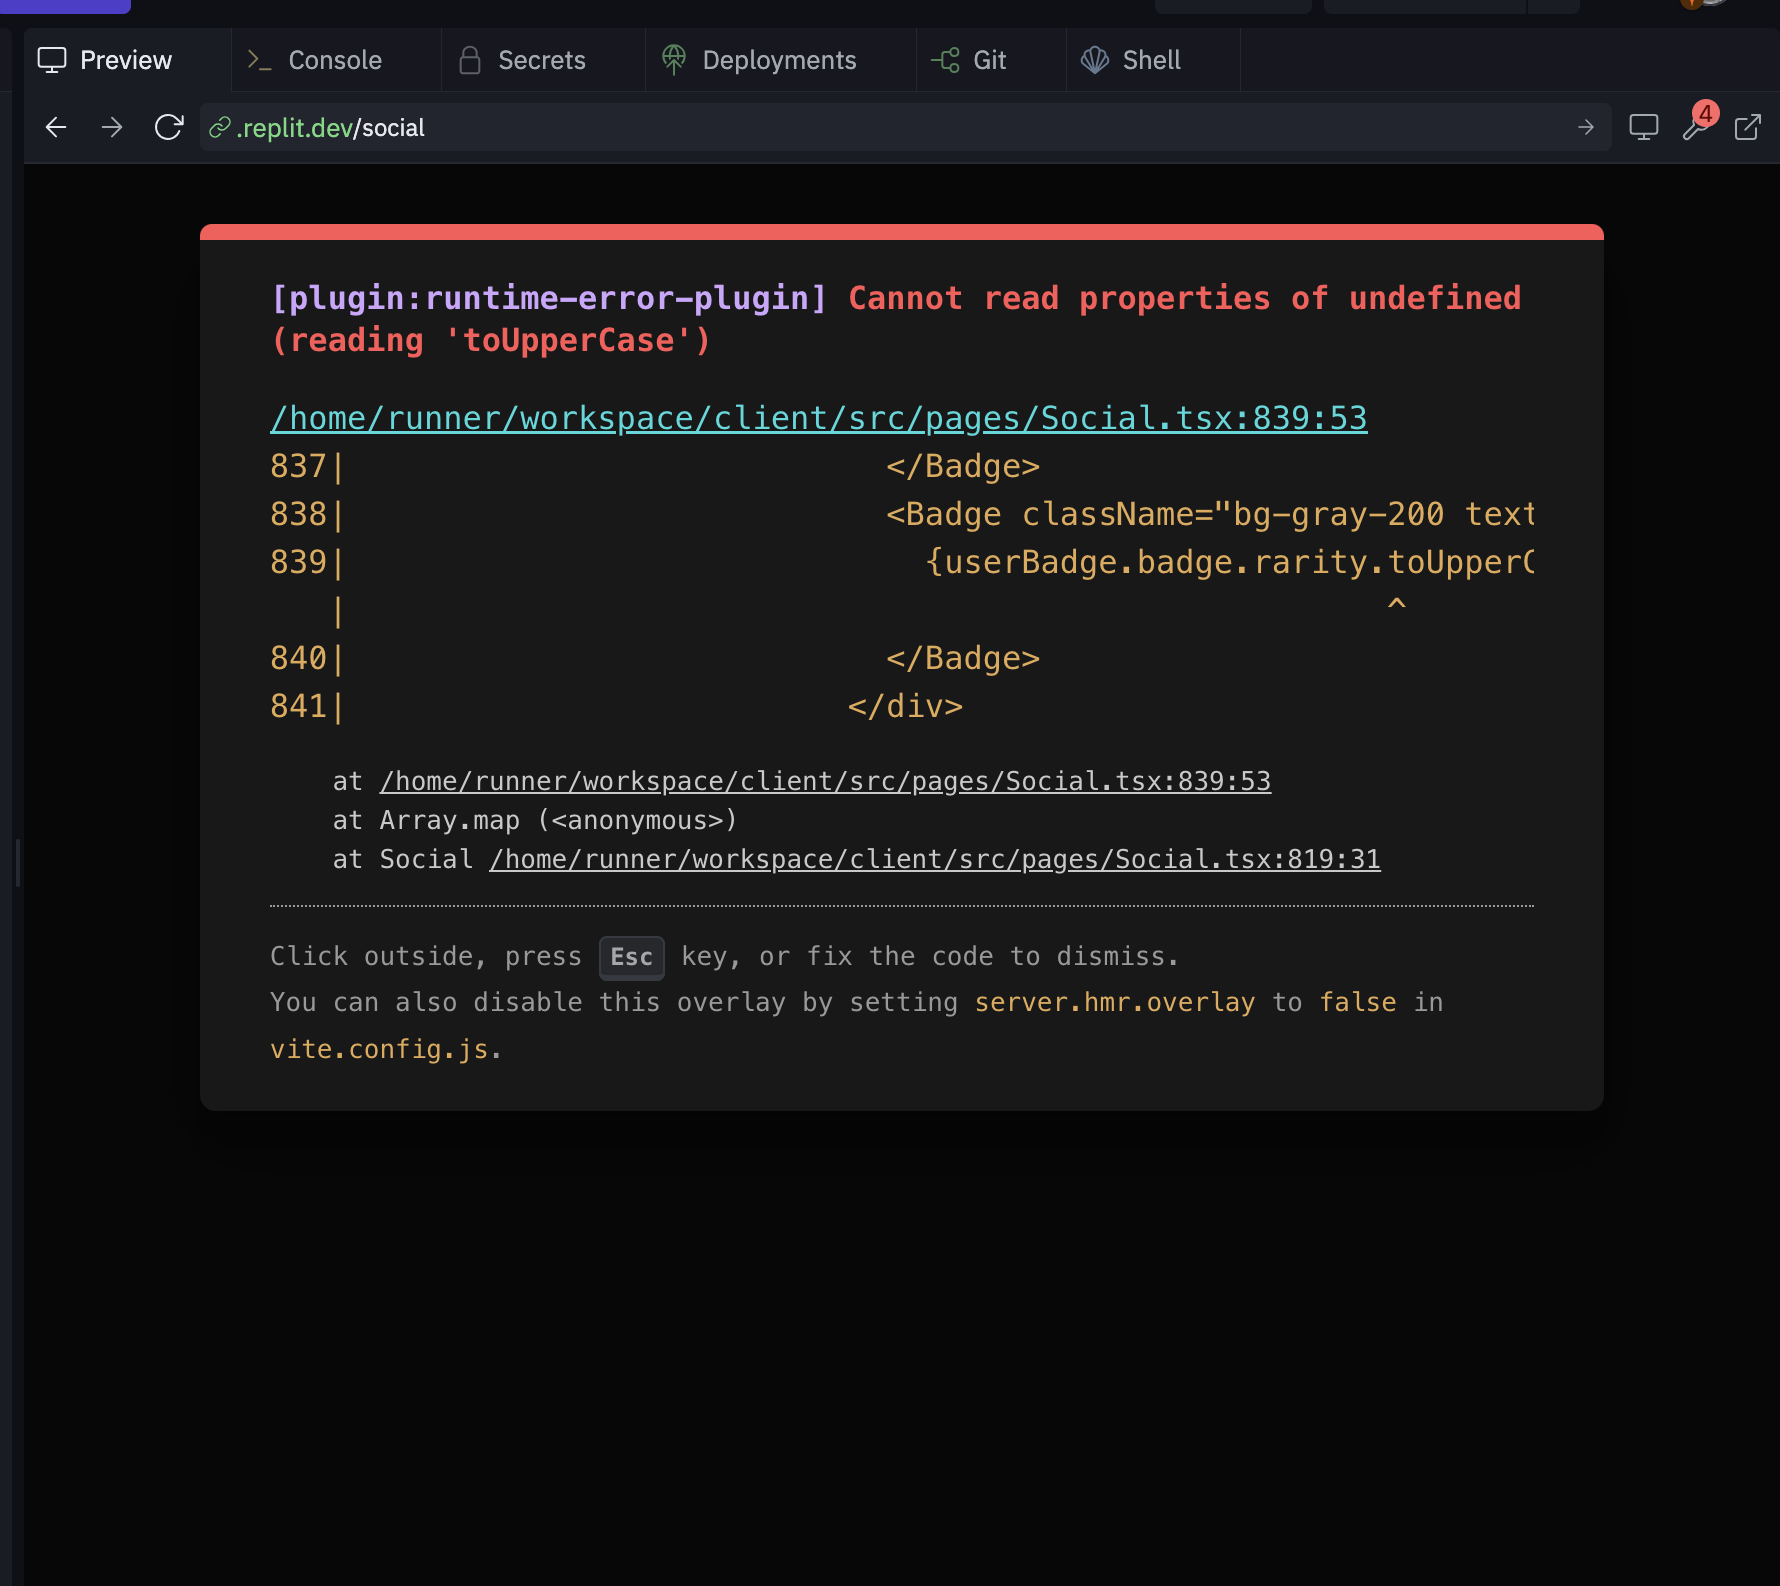 Preview
Console
Secrets
Deployments
Git
Shell
.replit.dev/social
4
[plugin:runtime-error-plugin] Cannot read properties of undefined
(reading 'toUpperCase')
/home/runner/workspace/client/src/pages/Social.tsx:839:53
837|                            </Badge>
838|                            <Badge className="bg-gray-200 text
839|                              {userBadge.badge.rarity.toUpperC
   |                                                      ^
840|                            </Badge>
841|                          </div>
at /home/runner/workspace/client/src/pages/Social.tsx:839:53
at Array.map (<anonymous>)
at Social /home/runner/workspace/client/src/pages/Social.tsx:819:31
Click outside, press Esc key, or fix the code to dismiss.
You can also disable this overlay by setting server.hmr.overlay to false in
vite.config.js.